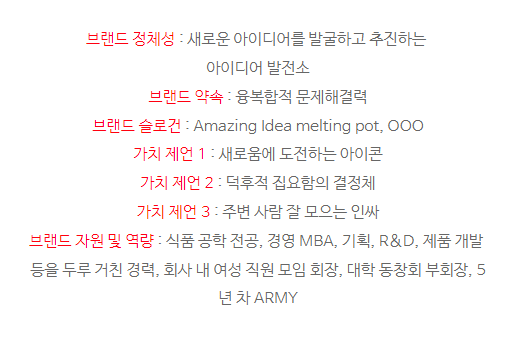 브랜드 정체성 : 새로운 아이디어를 발굴하고 추진하는
아이디어 발전소
브랜드 약속 : 융복합적 문제해결력
브랜드 슬로건 : Amazing Idea melting pot, OOO
가치 제언 1 : 새로움에 도전하는 아이콘
가치 제언 2 : 덕후적 집요함의 결정체
가치 제언 3 : 주변 사람 잘 모으는 인싸
브랜드 자원 및 역량 : 식품 공학 전공, 경영 MBA, 기획, R&D, 제품 개발
등을 두루 거친 경력, 회사 내 여성 직원 모임 회장, 대학 동창회 부회장, 5
년 차 ARMY